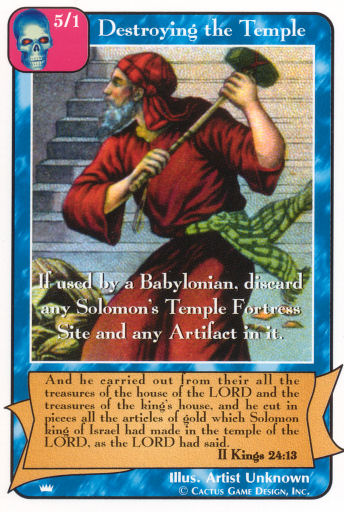 5/1
Destroying the Temple
If used by a Babylonian, discard
any Solomon's Temple Fortress
Site and any Artifact in it.
And he carried out from their all the
treasures of the house of the LORD and
the treasures of the king's house, and he cut in
pieces all the articles of gold which Solomon
king of Israel had made in the temple of the
LORD, as the LORD had said.
II Kings 24:13
Illus. Artist Unknown
© CACTUS GAME DESIGN, INC.